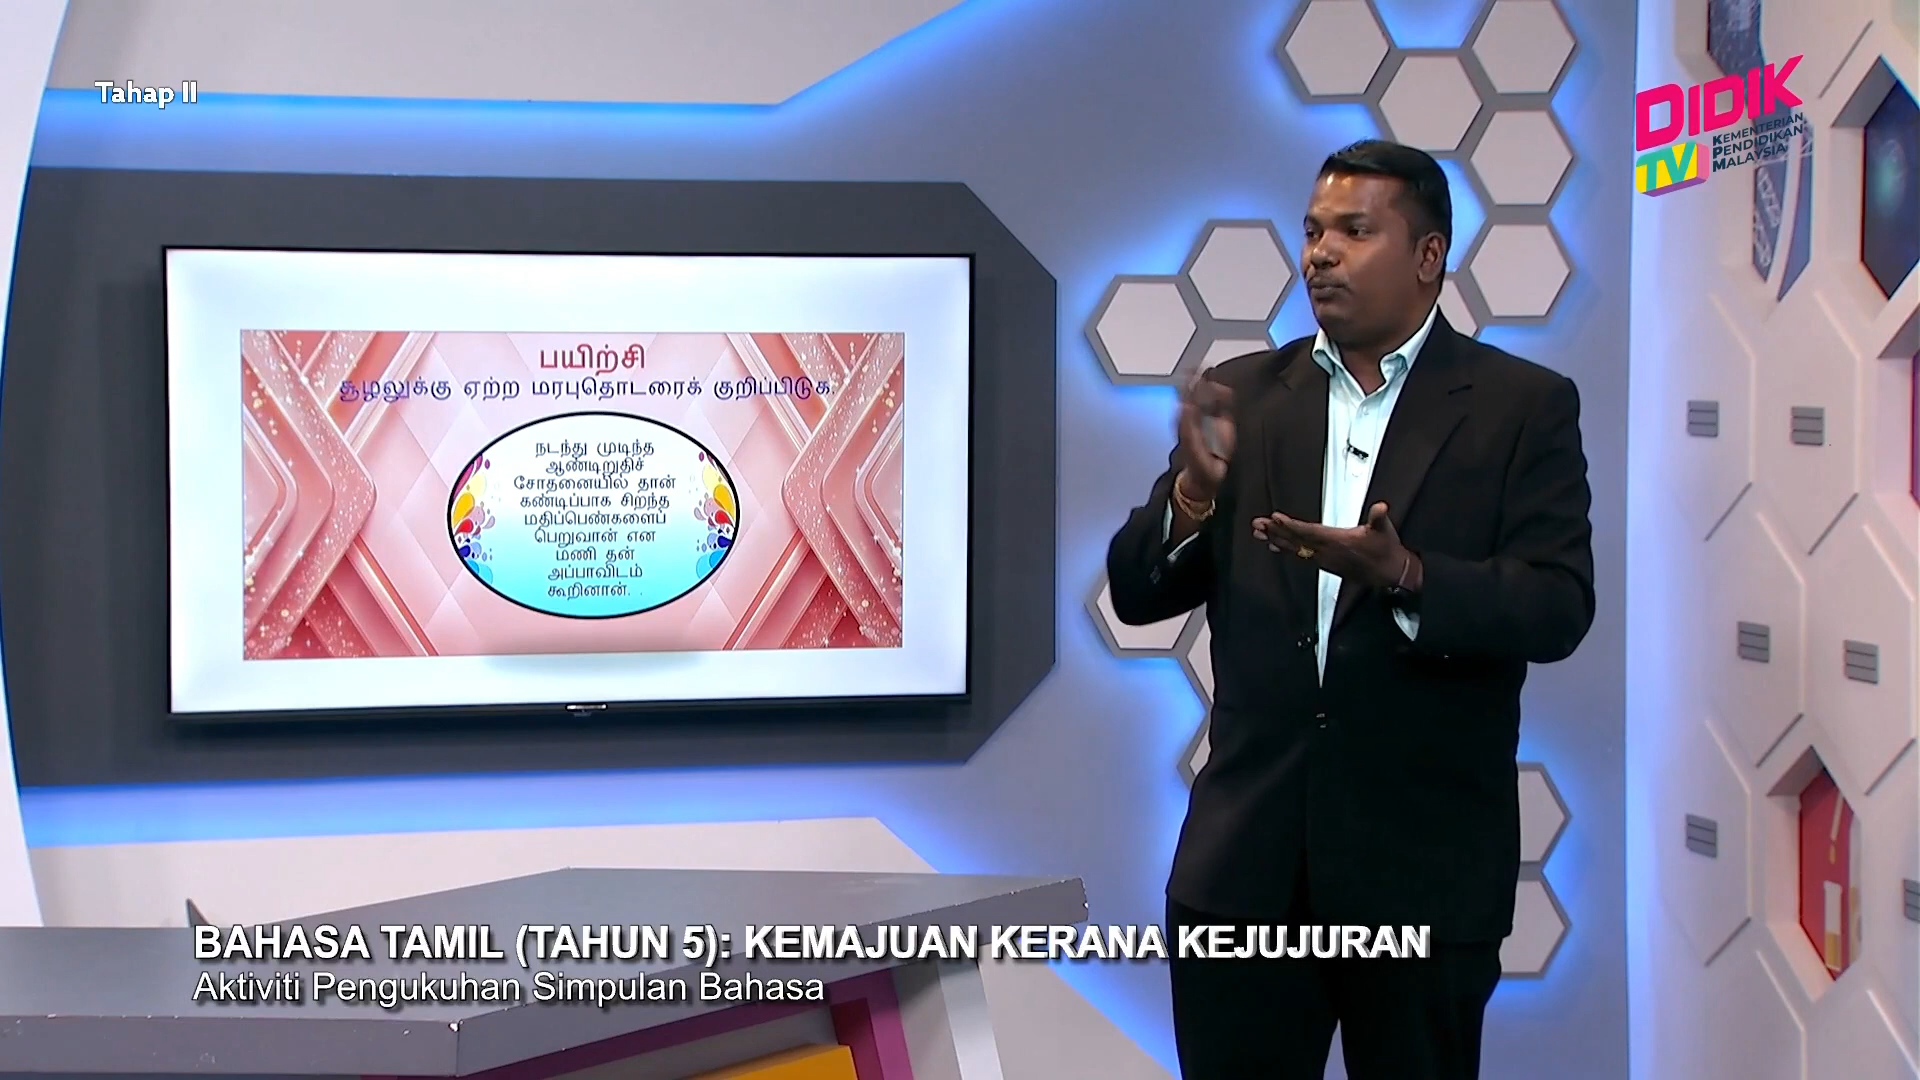 Tahap II
DIDIK
TV
KEMENTERIAN
PENDIDIKAN
MALAYSIA
பயிற்சி
சூழலுக்கு ஏற்ற மரபுதொடரைக் குறிப்பிடுக.
நடந்து முடிந்த
ஆண்டிறுதிச்
சோதனையில் தான்
கண்டிப்பாக சிறந்த
மதிப்பெண்களைப்
பெறுவான் என
மணி தன்
அப்பாவிடம்
கூறினான்.
BAHASA TAMIL (TAHUN 5): KEMAJUAN KERANA KEJUJURAN
Aktiviti Pengukuhan Simpulan Bahasa